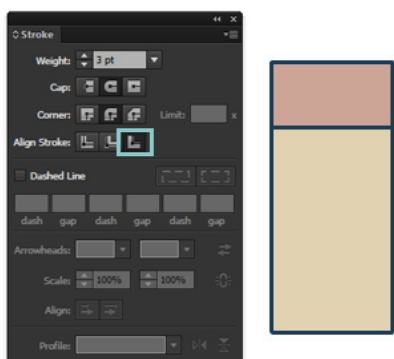 Stroke
Weight: 3 pt
Cap:
Corner: Limit: x
Align Stroke:
Dashed Line
dash gap dash gap dash gap
Arrowheads:
Scale: 100% 100%
Align:
Profile: